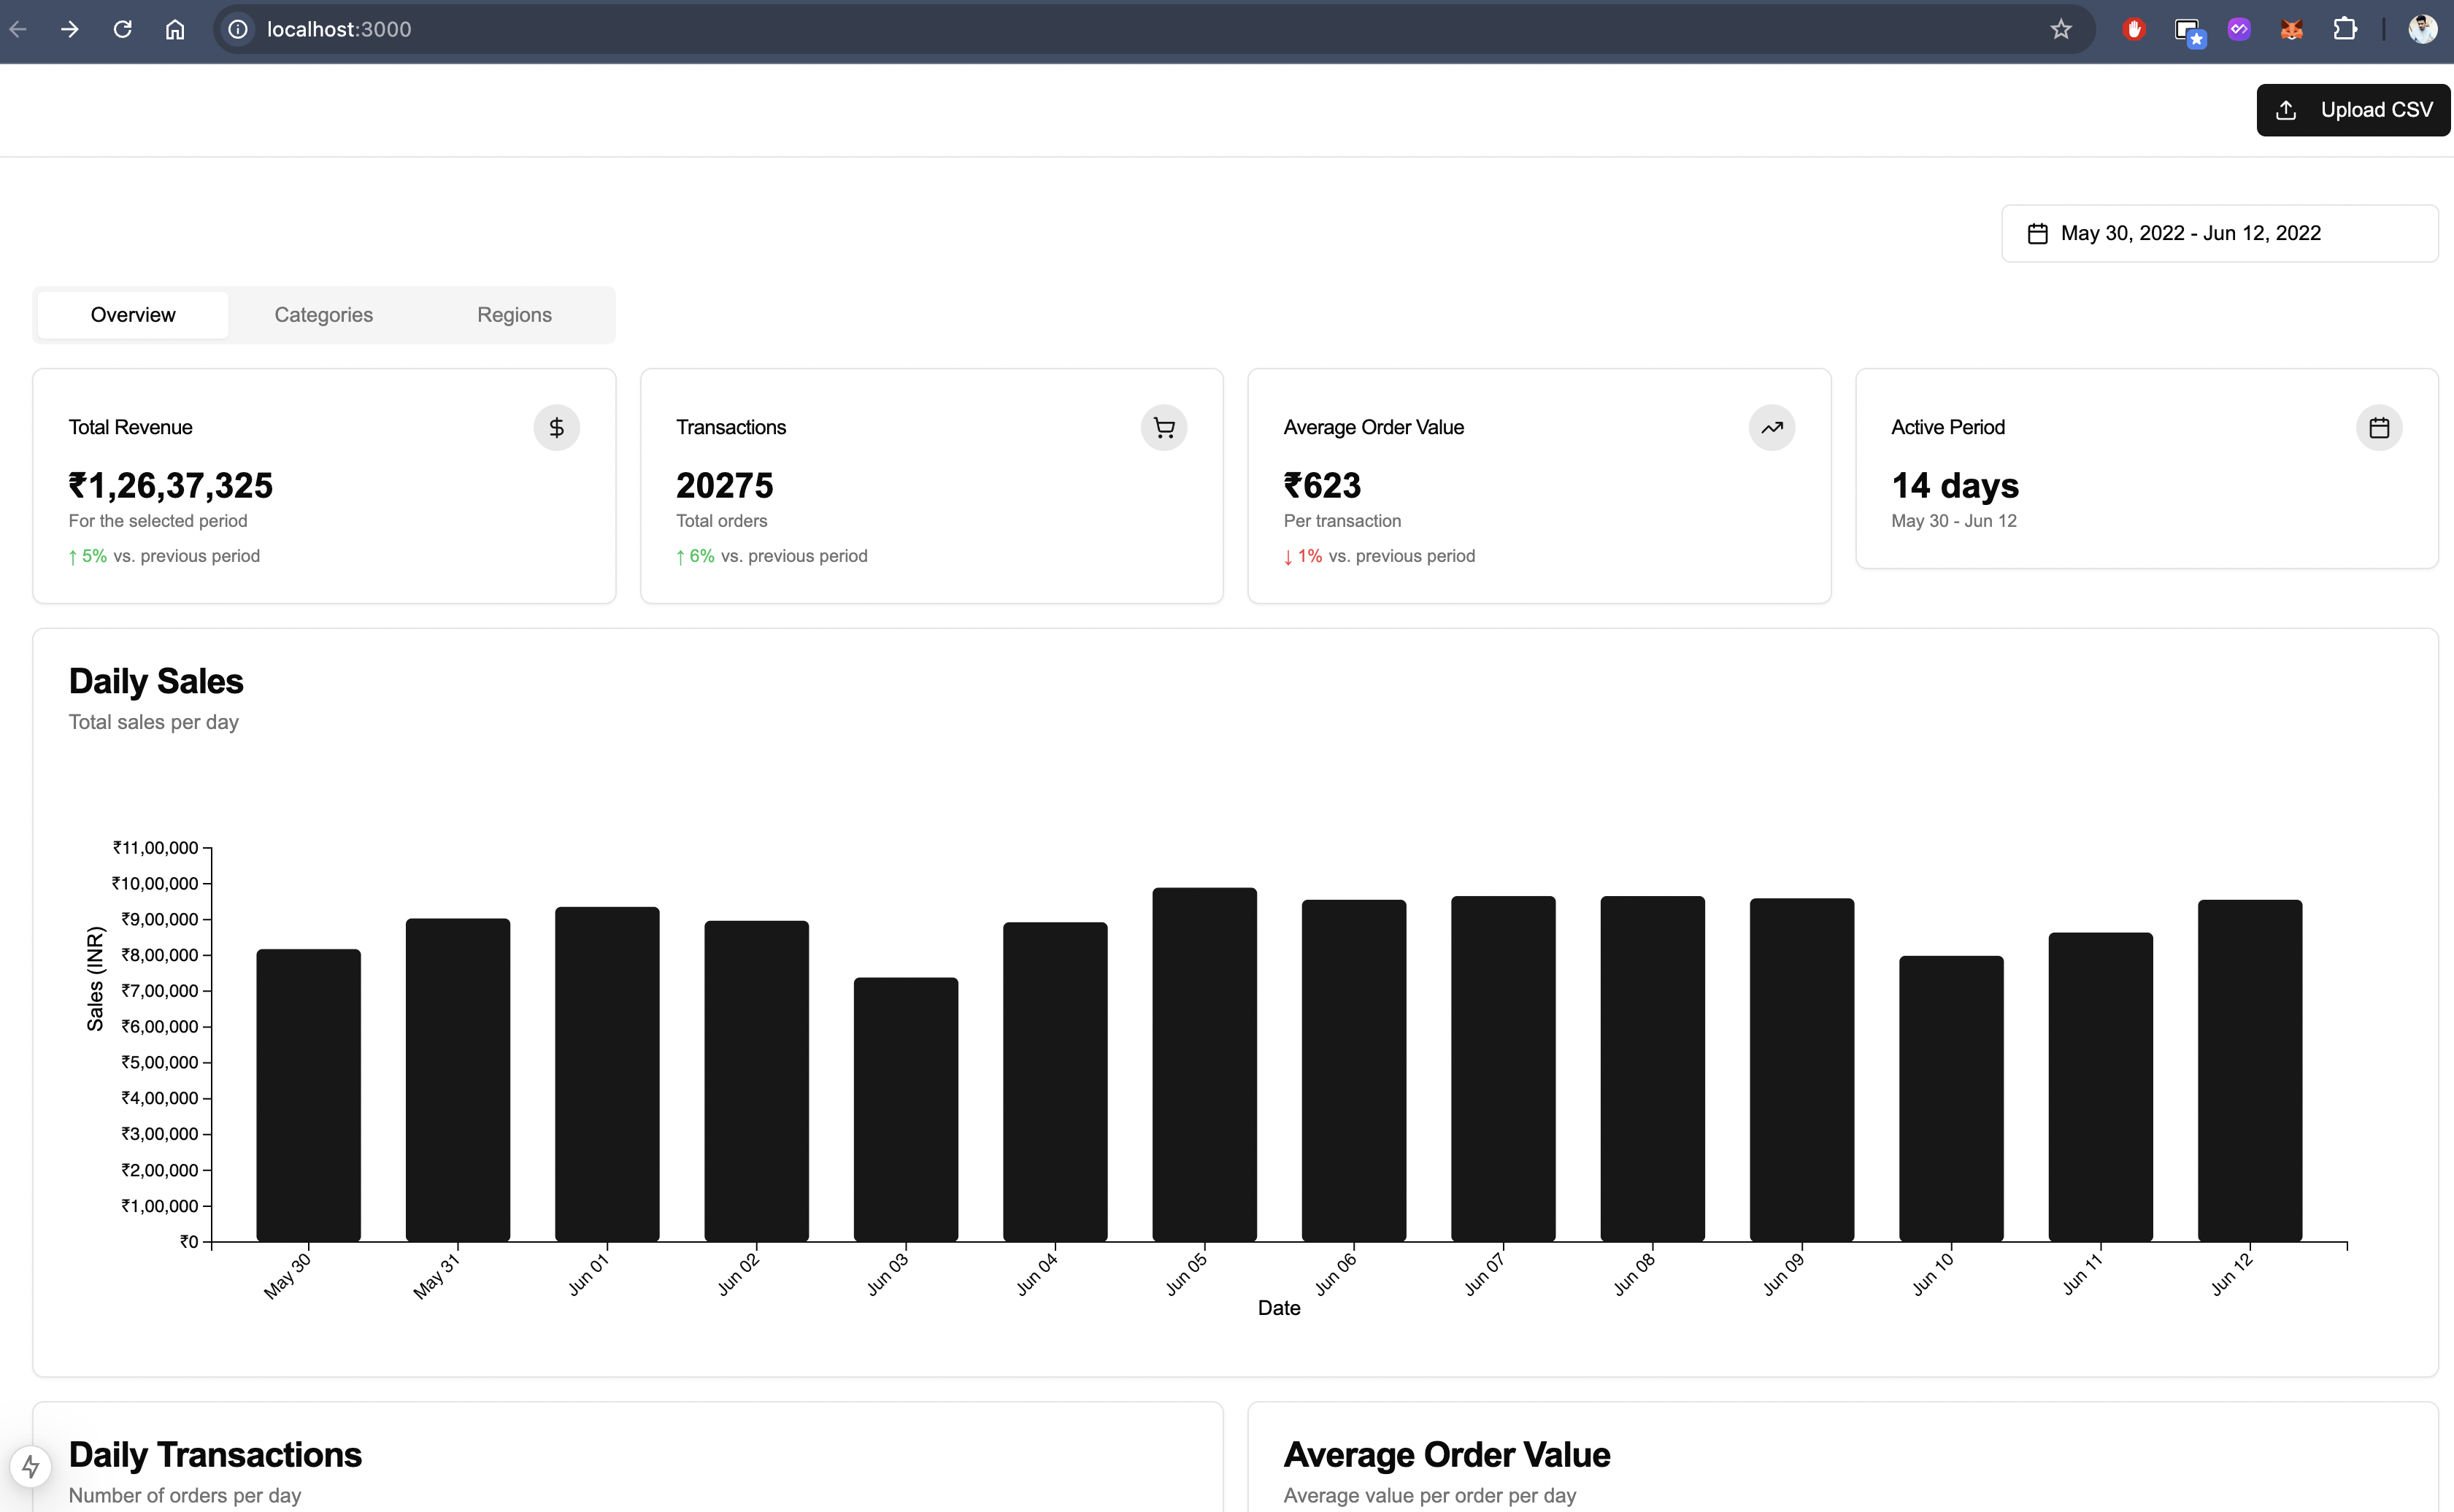 localhost:3000
Upload CSV
May 30, 2022 - Jun 12, 2022
Overview Categories Regions
Total Revenue
₹1,26,37,325
For the selected period
↑ 5% vs. previous period
Transactions
20275
Total orders
↑ 6% vs. previous period
Average Order Value
₹623
Per transaction
↓ 1% vs. previous period
Active Period
14 days
May 30 - Jun 12
Daily Sales
Total sales per day
₹11,00,000
₹10,00,000
₹9,00,000
₹8,00,000
₹7,00,000
₹6,00,000
₹5,00,000
₹4,00,000
₹3,00,000
₹2,00,000
₹1,00,000
₹0
Sales (INR)
May 30 May 31 Jun 01 Jun 02 Jun 03 Jun 04 Jun 05 Jun 06 Jun 07 Jun 08 Jun 09 Jun 10 Jun 11 Jun 12
Date
Daily Transactions
Number of orders per day
Average Order Value
Average value per order per day